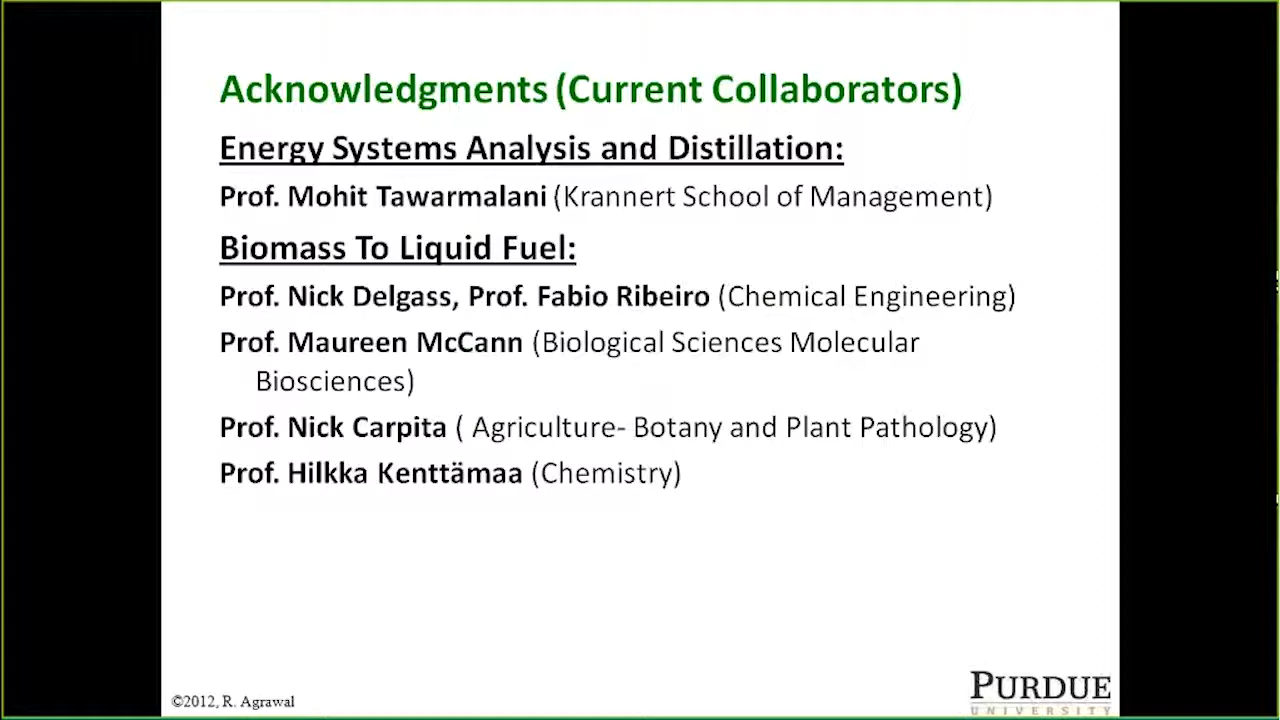 Acknowledgments (Current Collaborators)
Energy Systems Analysis and Distillation:
Prof. Mohit Tawarmalani (Krannert School of Management)
Biomass To Liquid Fuel:
Prof. Nick Delgass, Prof. Fabio Ribeiro (Chemical Engineering)
Prof. Maureen McCann (Biological Sciences Molecular
Biosciences)
Prof. Nick Carpita ( Agriculture- Botany and Plant Pathology)
Prof. Hilkka Kenttämaa (Chemistry)
©2012, R. Agrawal
PURDUE
UNIVERSITY